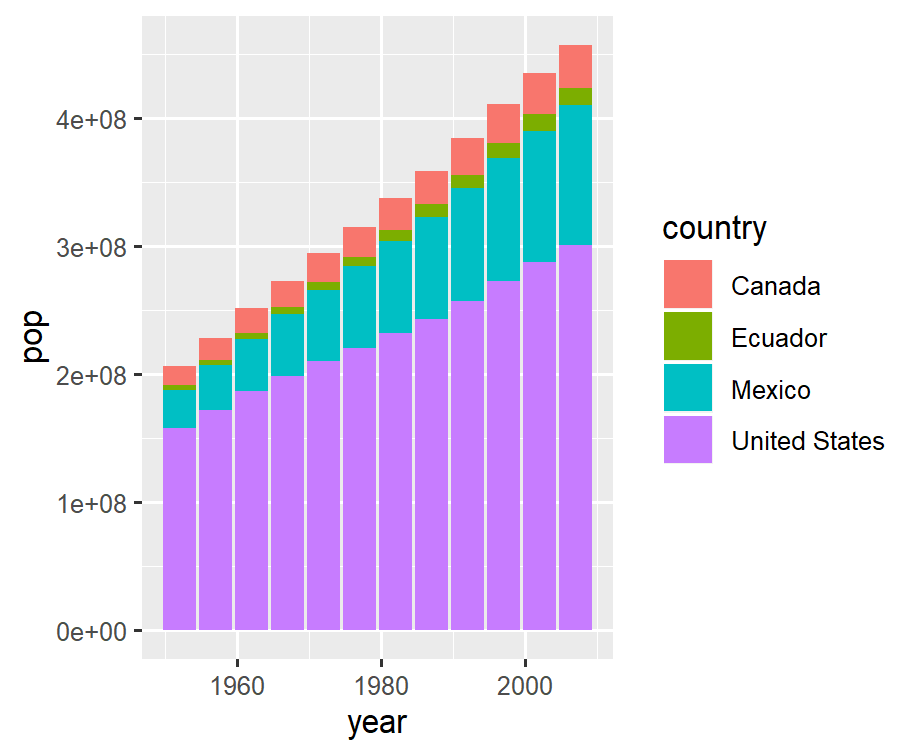 pop
4e+08
3e+08
2e+08
1e+08
0e+00
1960 1980 2000
year
country
Canada
Ecuador
Mexico
United States